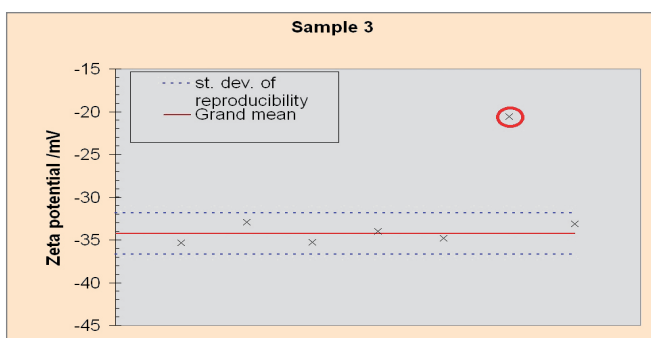 Sample 3
Zeta potential /mV
-15
-20
-25
-30
-35
-40
-45
st. dev. of
reproducibility
Grand mean